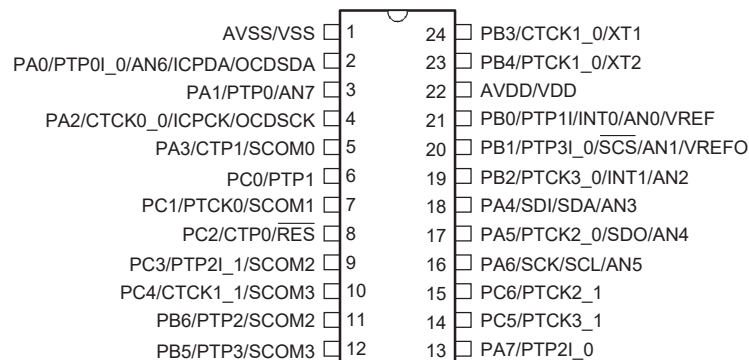 AVSS/VSS 1 24 PB3/CTCK1_0/XT1
PA0/PTP0I_0/AN6/ICPDA/OCDSDA 2 23 PB4/PTCK1_0/XT2
PA1/PTP0/AN7 3 22 AVDD/VDD
PA2/CTCK0_0/ICPCK/OCDSCK 4 21 PB0/PTP1I/INT0/AN0/VREF
PA3/CTP1/SCOM0 5 20 PB1/PTP3I_0/SCS/AN1/VREFO
PC0/PTP1 6 19 PB2/PTCK3_0/INT1/AN2
PC1/PTCK0/SCOM1 7 18 PA4/SDI/SDA/AN3
PC2/CTP0/RES 8 17 PA5/PTCK2_0/SDO/AN4
PC3/PTP2I_1/SCOM2 9 16 PA6/SCK/SCL/AN5
PC4/CTCK1_1/SCOM3 10 15 PC6/PTCK2_1
PB6/PTP2/SCOM2 11 14 PC5/PTCK3_1
PB5/PTP3/SCOM3 12 13 PA7/PTP2I_0